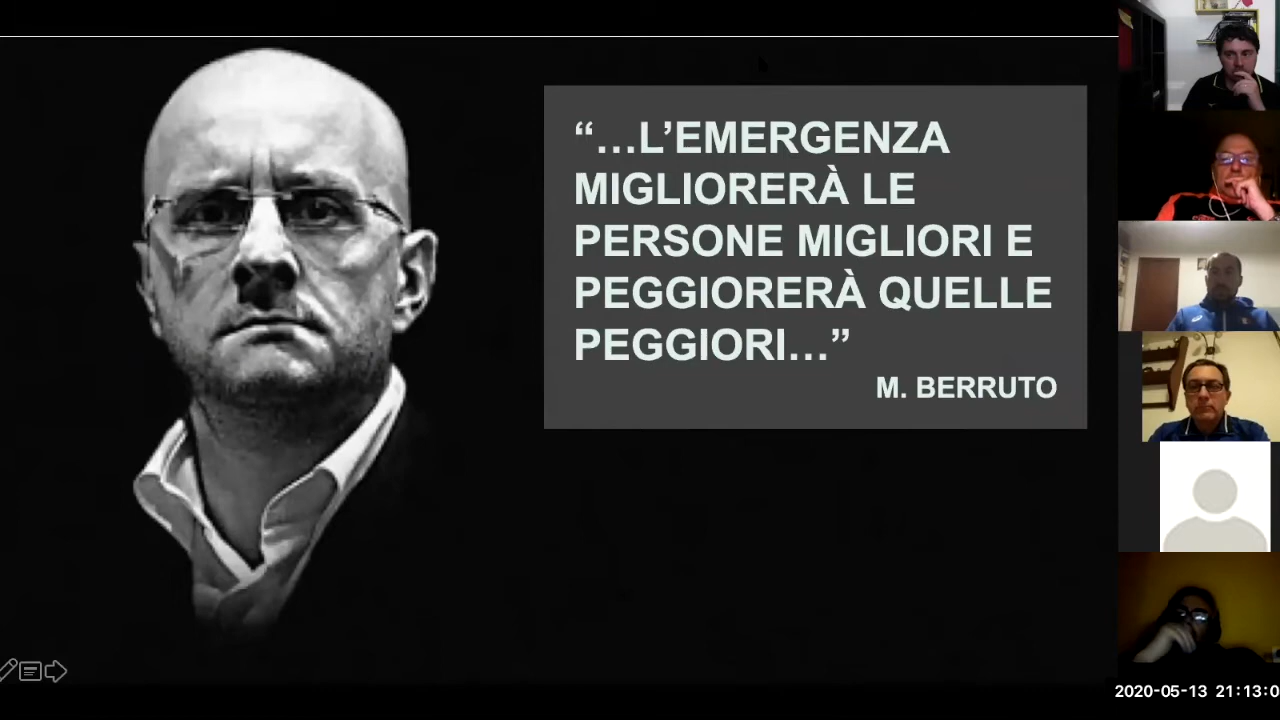 “…L’EMERGENZA
MIGLIORERÀ LE
PERSONE MIGLIORI E
PEGGIORERÀ QUELLE
PEGGIORI…”
M. BERRUTO
2020-05-13 21:13:0